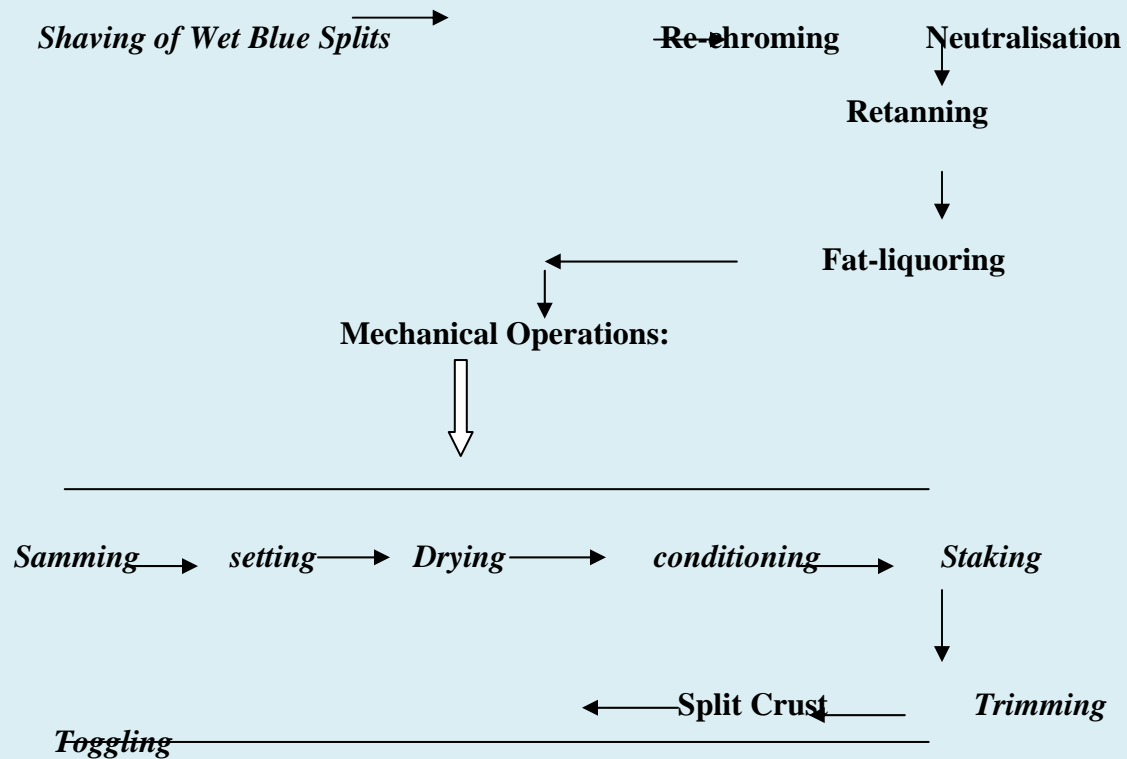 Shaving of Wet Blue Splits Re-chroming Neutralisation
Retanning
Fat-liquoring
Mechanical Operations:
Samming setting Drying conditioning Staking
Split Crust Trimming
Toggling